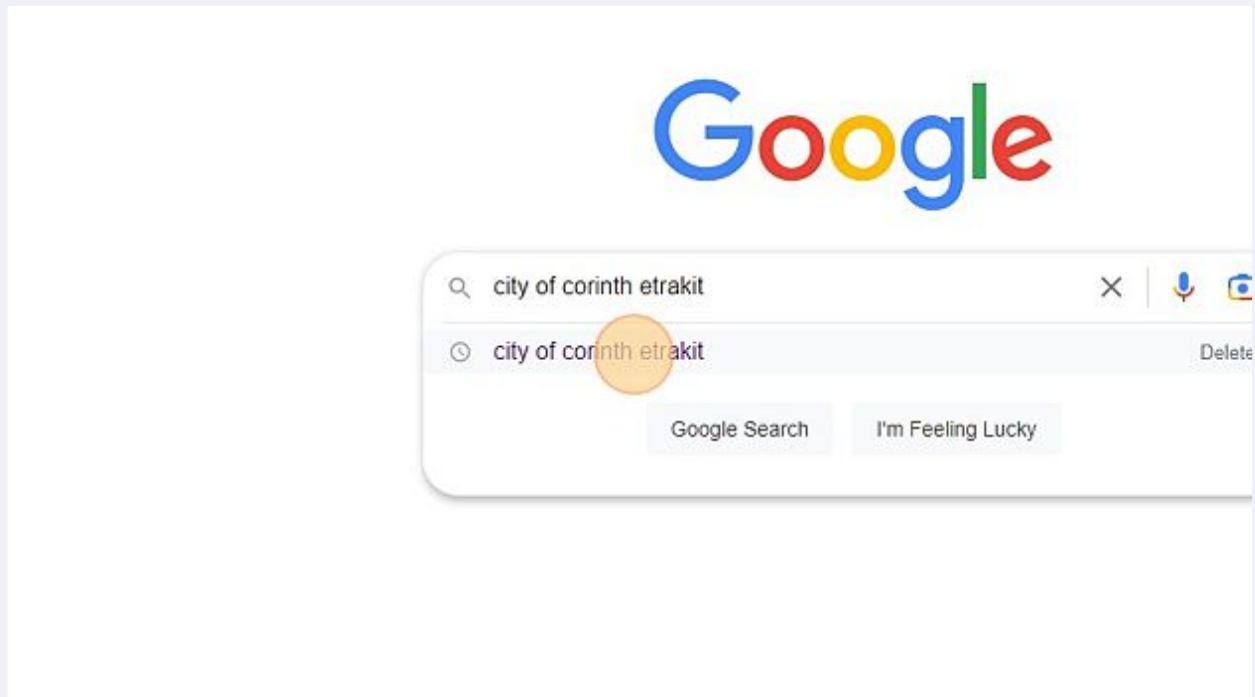 Google
city of corinth etrakit
city of corinth etrakit Delete
Google Search I'm Feeling Lucky